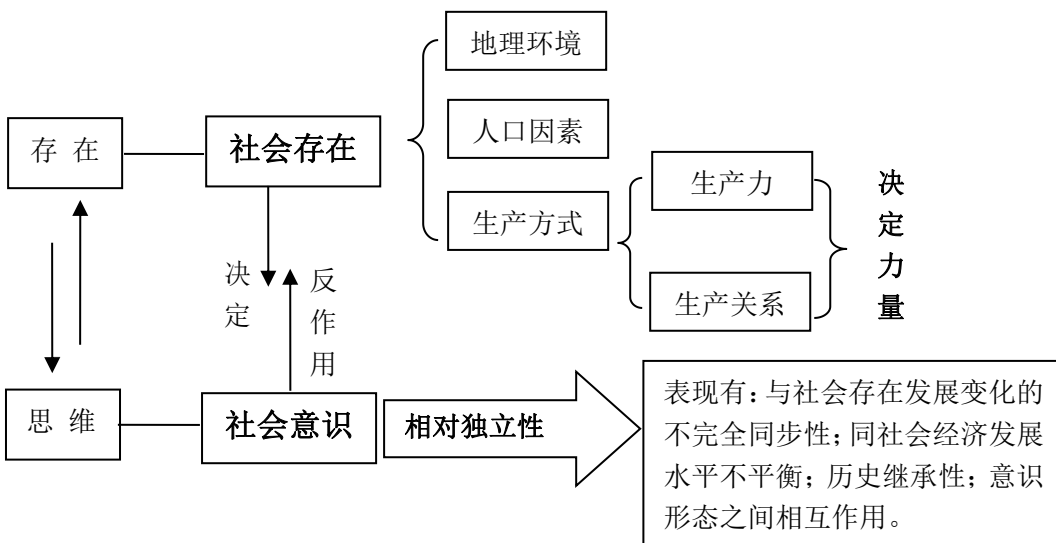 地理环境
人口因素
生产方式
存 在
社会存在
生产力
生产关系
决定力量
决定
反作用
思 维
社会意识
相对独立性
表现有：与社会存在发展变化的
不完全同步性；同社会经济发展
水平不平衡；历史继承性；意识
形态之间相互作用。